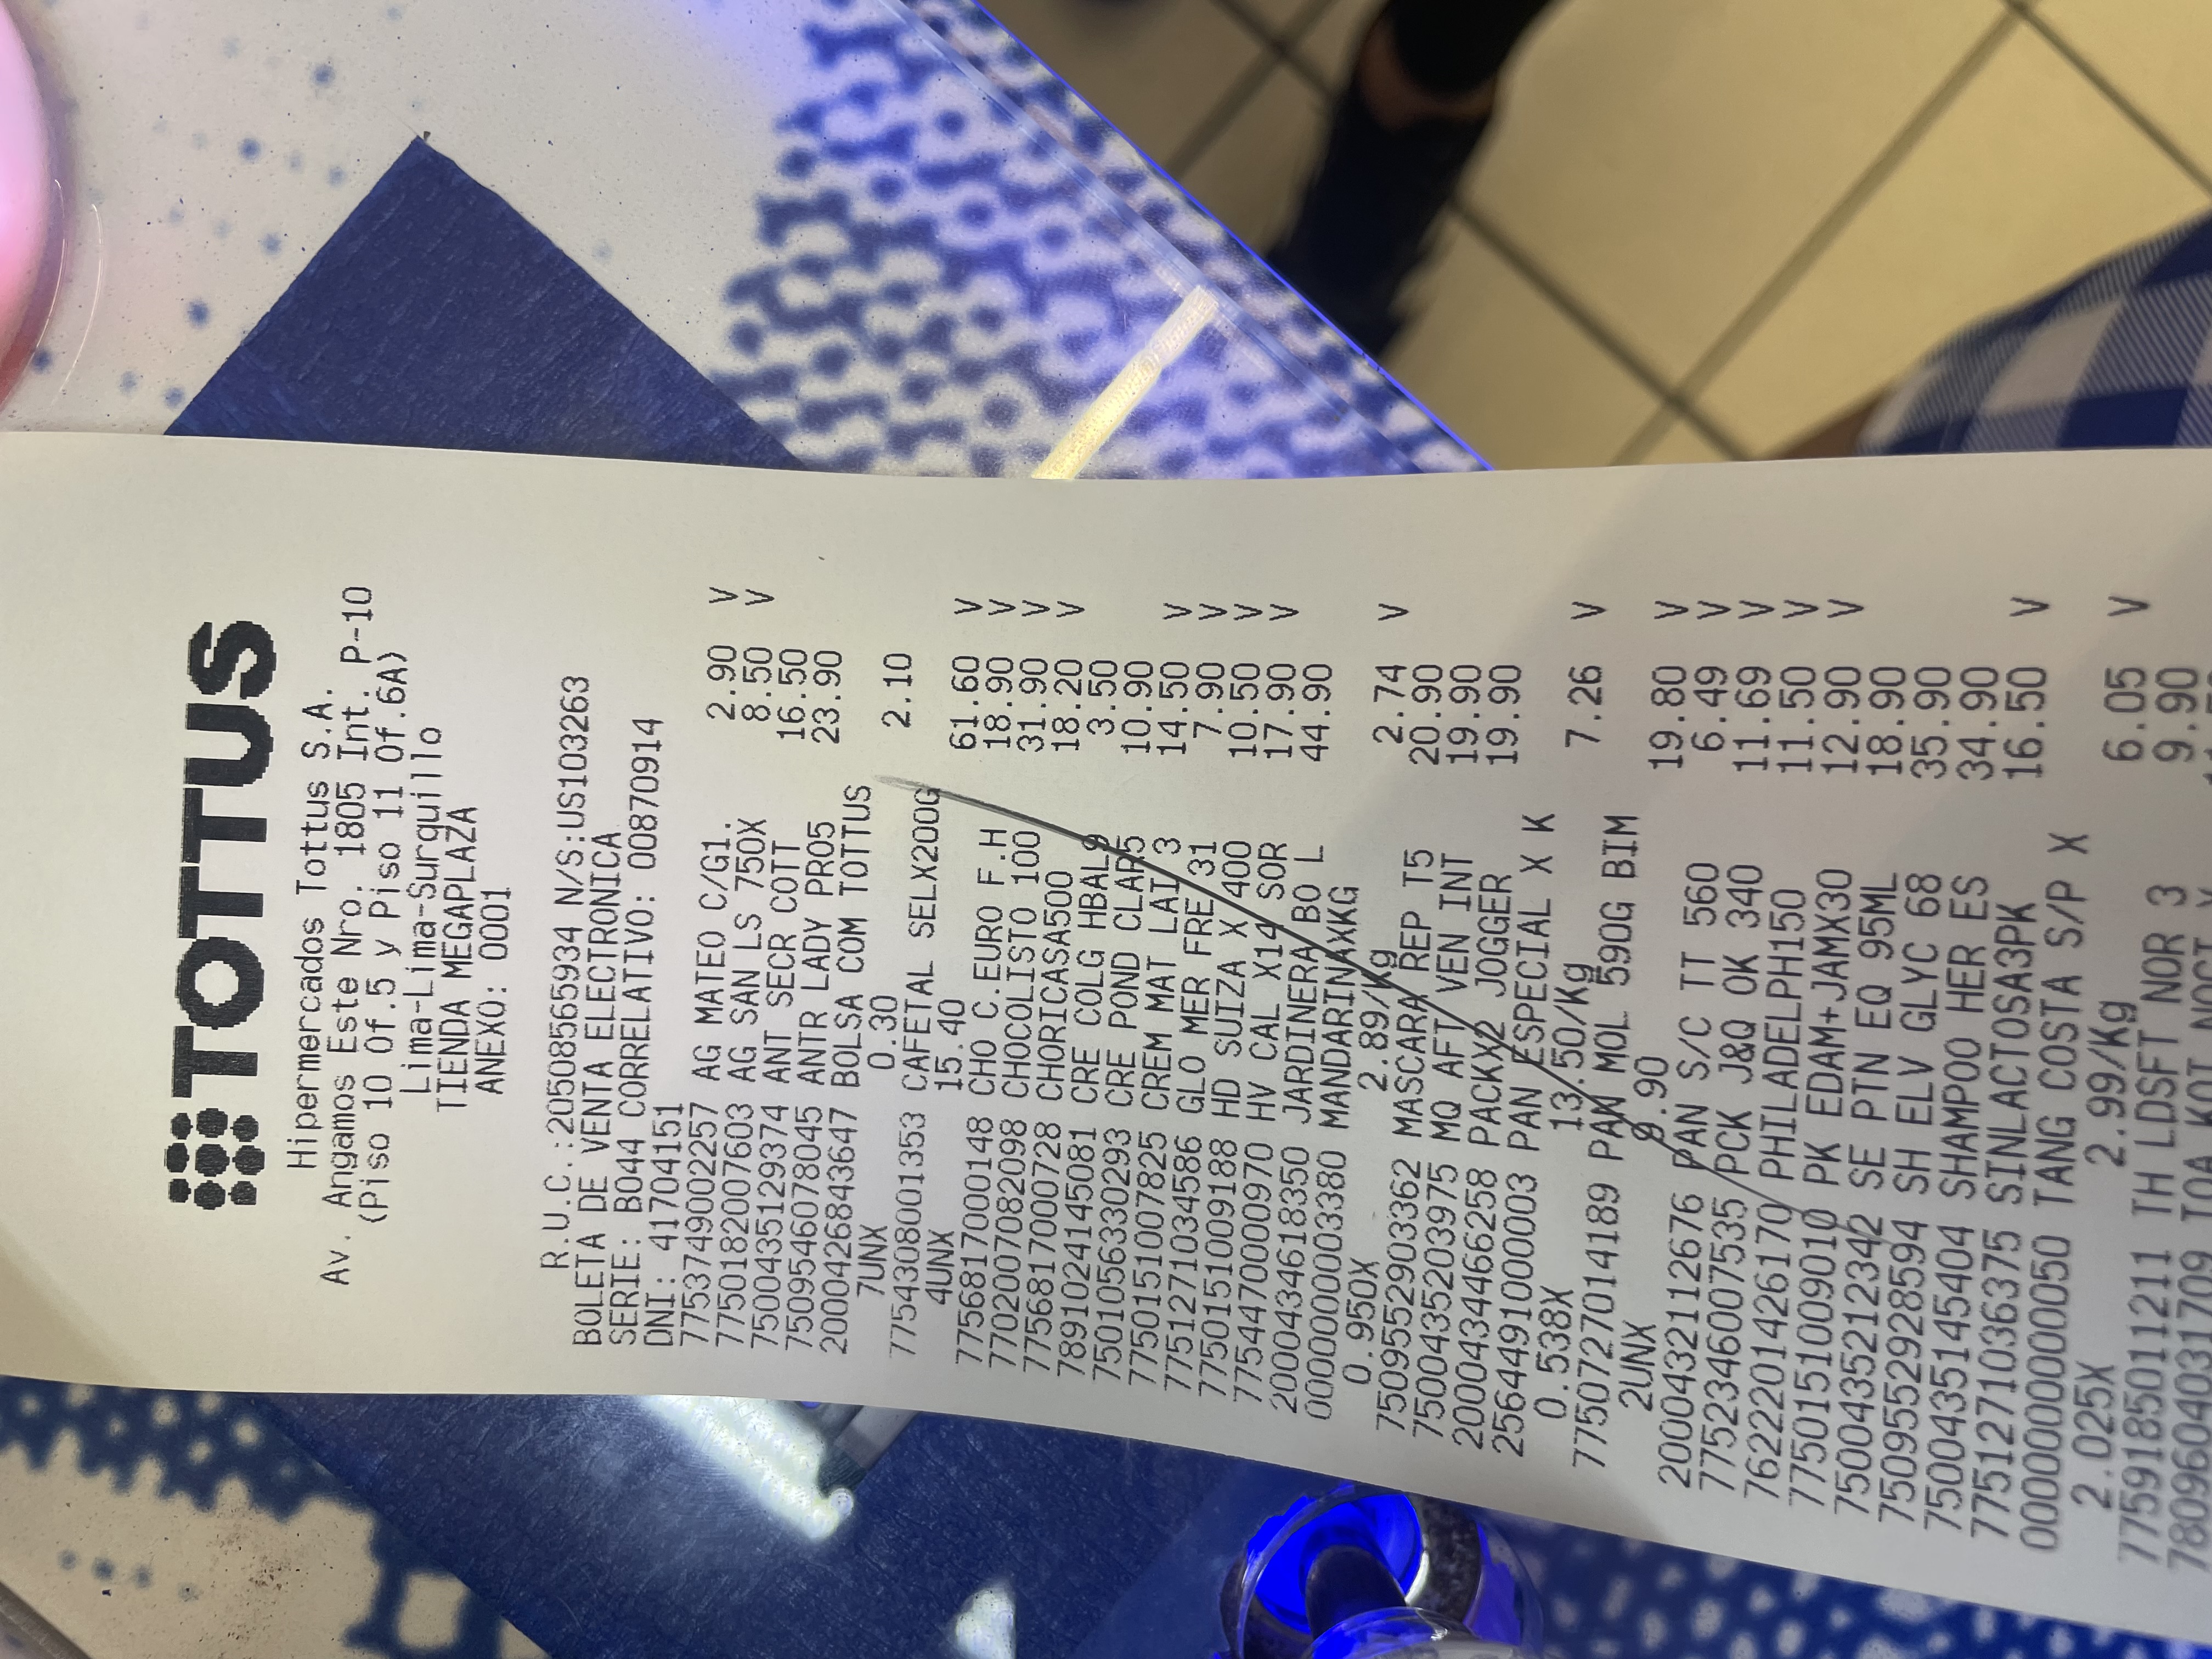 TOTTUS
Hipermercados Tottus S.A.
Av. Angamos Este Nro. 1805 Int. P-10
(Piso 10 Of.5 y Piso 11 Of.6A)
Lima-Lima-Surquillo
TIENDA MEGAPLAZA
ANEXO: 0001
R.U.C.:20508565934 N/S:US103263
BOLETA DE VENTA ELECTRONICA
SERIE: B044 CORRELATIVO: 00870914
DNI: 41704151
7753749002257 AG MATEO C/G1. 2.90 V
7750182007603 AG SAN LS 750X 8.50 V
7500435129374 ANT SECR COTT 16.50
7509546078045 ANTR LADY PRO5 23.90
2000426843647 BOLSA COM TOTTUS
7UNX 0.30 2.10
7754308001353 CAFETAL SELX200G
4UNX 15.40 61.60 V
7756817000148 CHO C.EURO F.H 18.90 V
7702007082098 CHOCOLISTO 100 31.90 V
7756817000728 CHORICASA500 18.20 V
7891024145081 CRE COLG HBAL9 3.50
7501056330293 CRE POND CLAR5 10.90
7750151007825 CREM MAT LAI 3 14.50 V
7751271034586 GLO MER FRE 31 7.90 V
7750151009188 HD SUIZA X 400 10.50 V
7754470000970 HV CAL X14 SOR 17.90 V
2000434618350 JARDINERA BO L 44.90
0000000003380 MANDARINAXKG
0.950X 2.89/Kg 2.74 V
7509552903362 MASCARA REP T5 20.90
7500435203975 MQ AFT VEN INT 19.90
2000434466258 PACKX2 JOGGER 19.90
2564491000003 PAN ESPECIAL X K
0.538X 13.50/Kg 7.26 V
7750727014189 PAN MOL 590G BIM
2UNX 9.90 19.80 V
2000432112676 PAN S/C TT 560 6.49 V
7752346007535 PCK J&Q OK 340 11.69 V
7622201426170 PHILADELPH150 11.50 V
7750151009010 PK EDAM+JAMX30 12.90 V
7500435212342 SE PTN EQ 95ML 18.90
7509552928594 SH ELV GLYC 68 35.90
7500435145404 SHAMPOO HER ES 34.90
7751271036375 SINLACTOSA3PK 16.50 V
0000000000050 TANG COSTA S/P X
2.025X 2.99/Kg 6.05 V
7759185011211 TH LDSFT NOR 3 9.90
7809604031709 TOA KOT NOCT